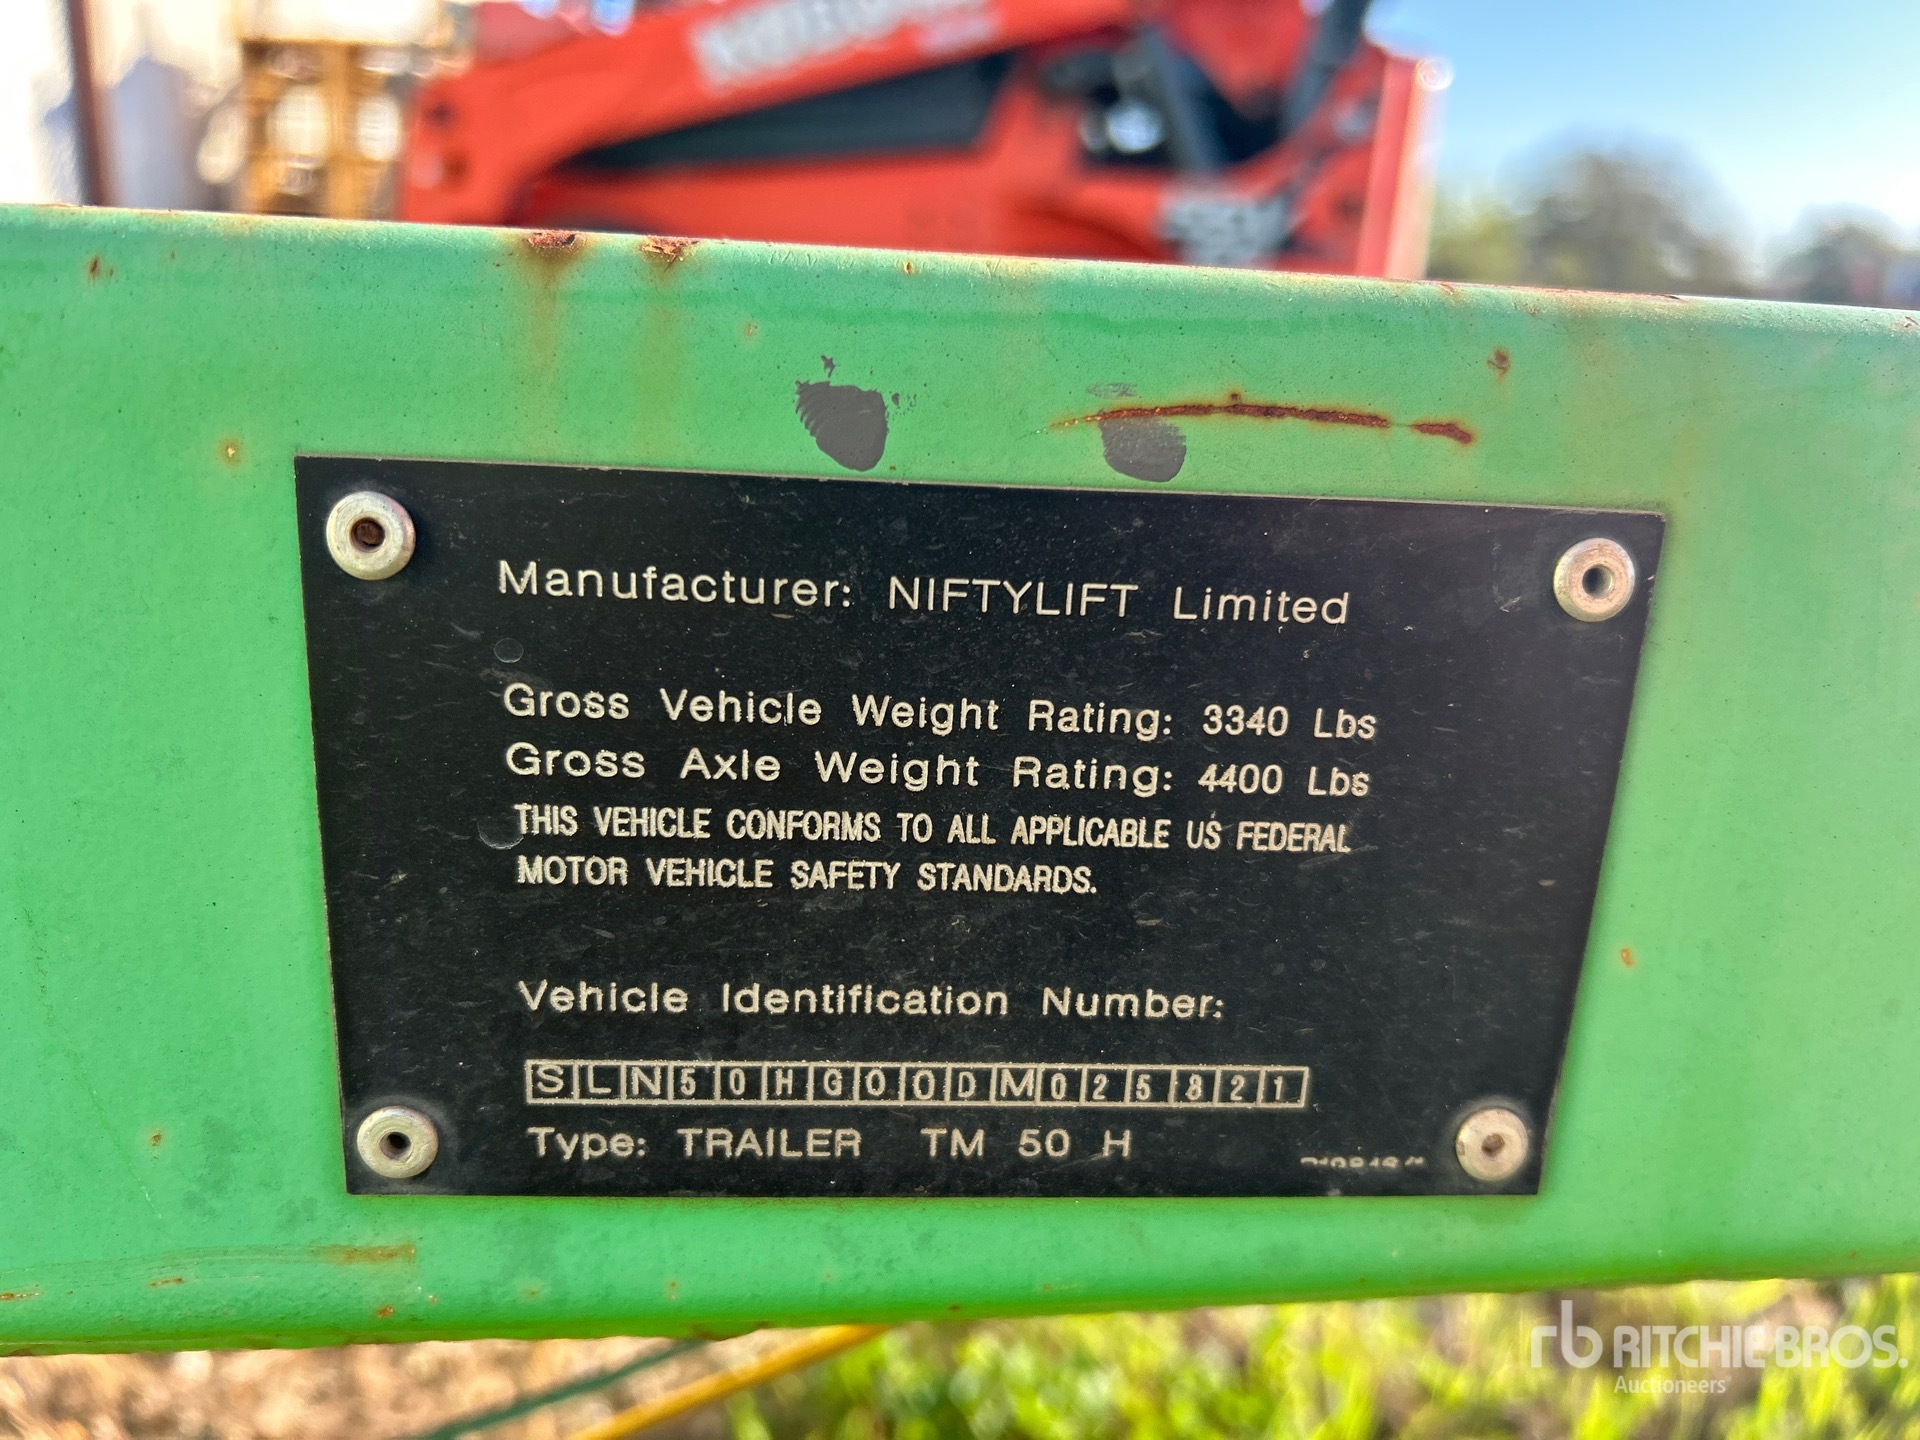 KUBOTA
Manufacturer: NIFTYLIFT Limited
Gross Vehicle Weight Rating: 3340 Lbs
Gross Axle Weight Rating: 4400 Lbs
THIS VEHICLE CONFORMS TO ALL APPLICABLE US FEDERAL
MOTOR VEHICLE SAFETY STANDARDS.
Vehicle Identification Number:
SLN50HG00DM025821
Type: TRAILER TM 50 H
rb RITCHIE BROS.
Auctioneers